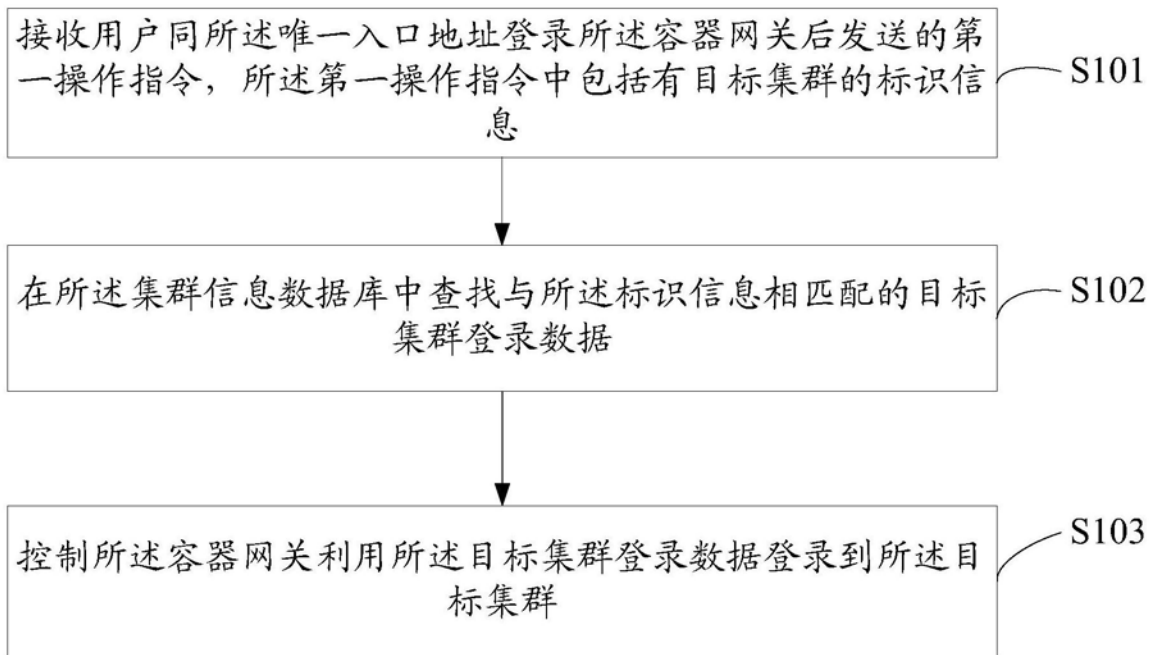 接收用户同所述唯一入口地址登录所述容器网关后发送的第
一操作指令，所述第一操作指令中包括有目标集群的标识信
息
S101
在所述集群信息数据库中查找与所述标识信息相匹配的目标
集群登录数据
S102
控制所述容器网关利用所述目标集群登录数据登录到所述目
标集群
S103